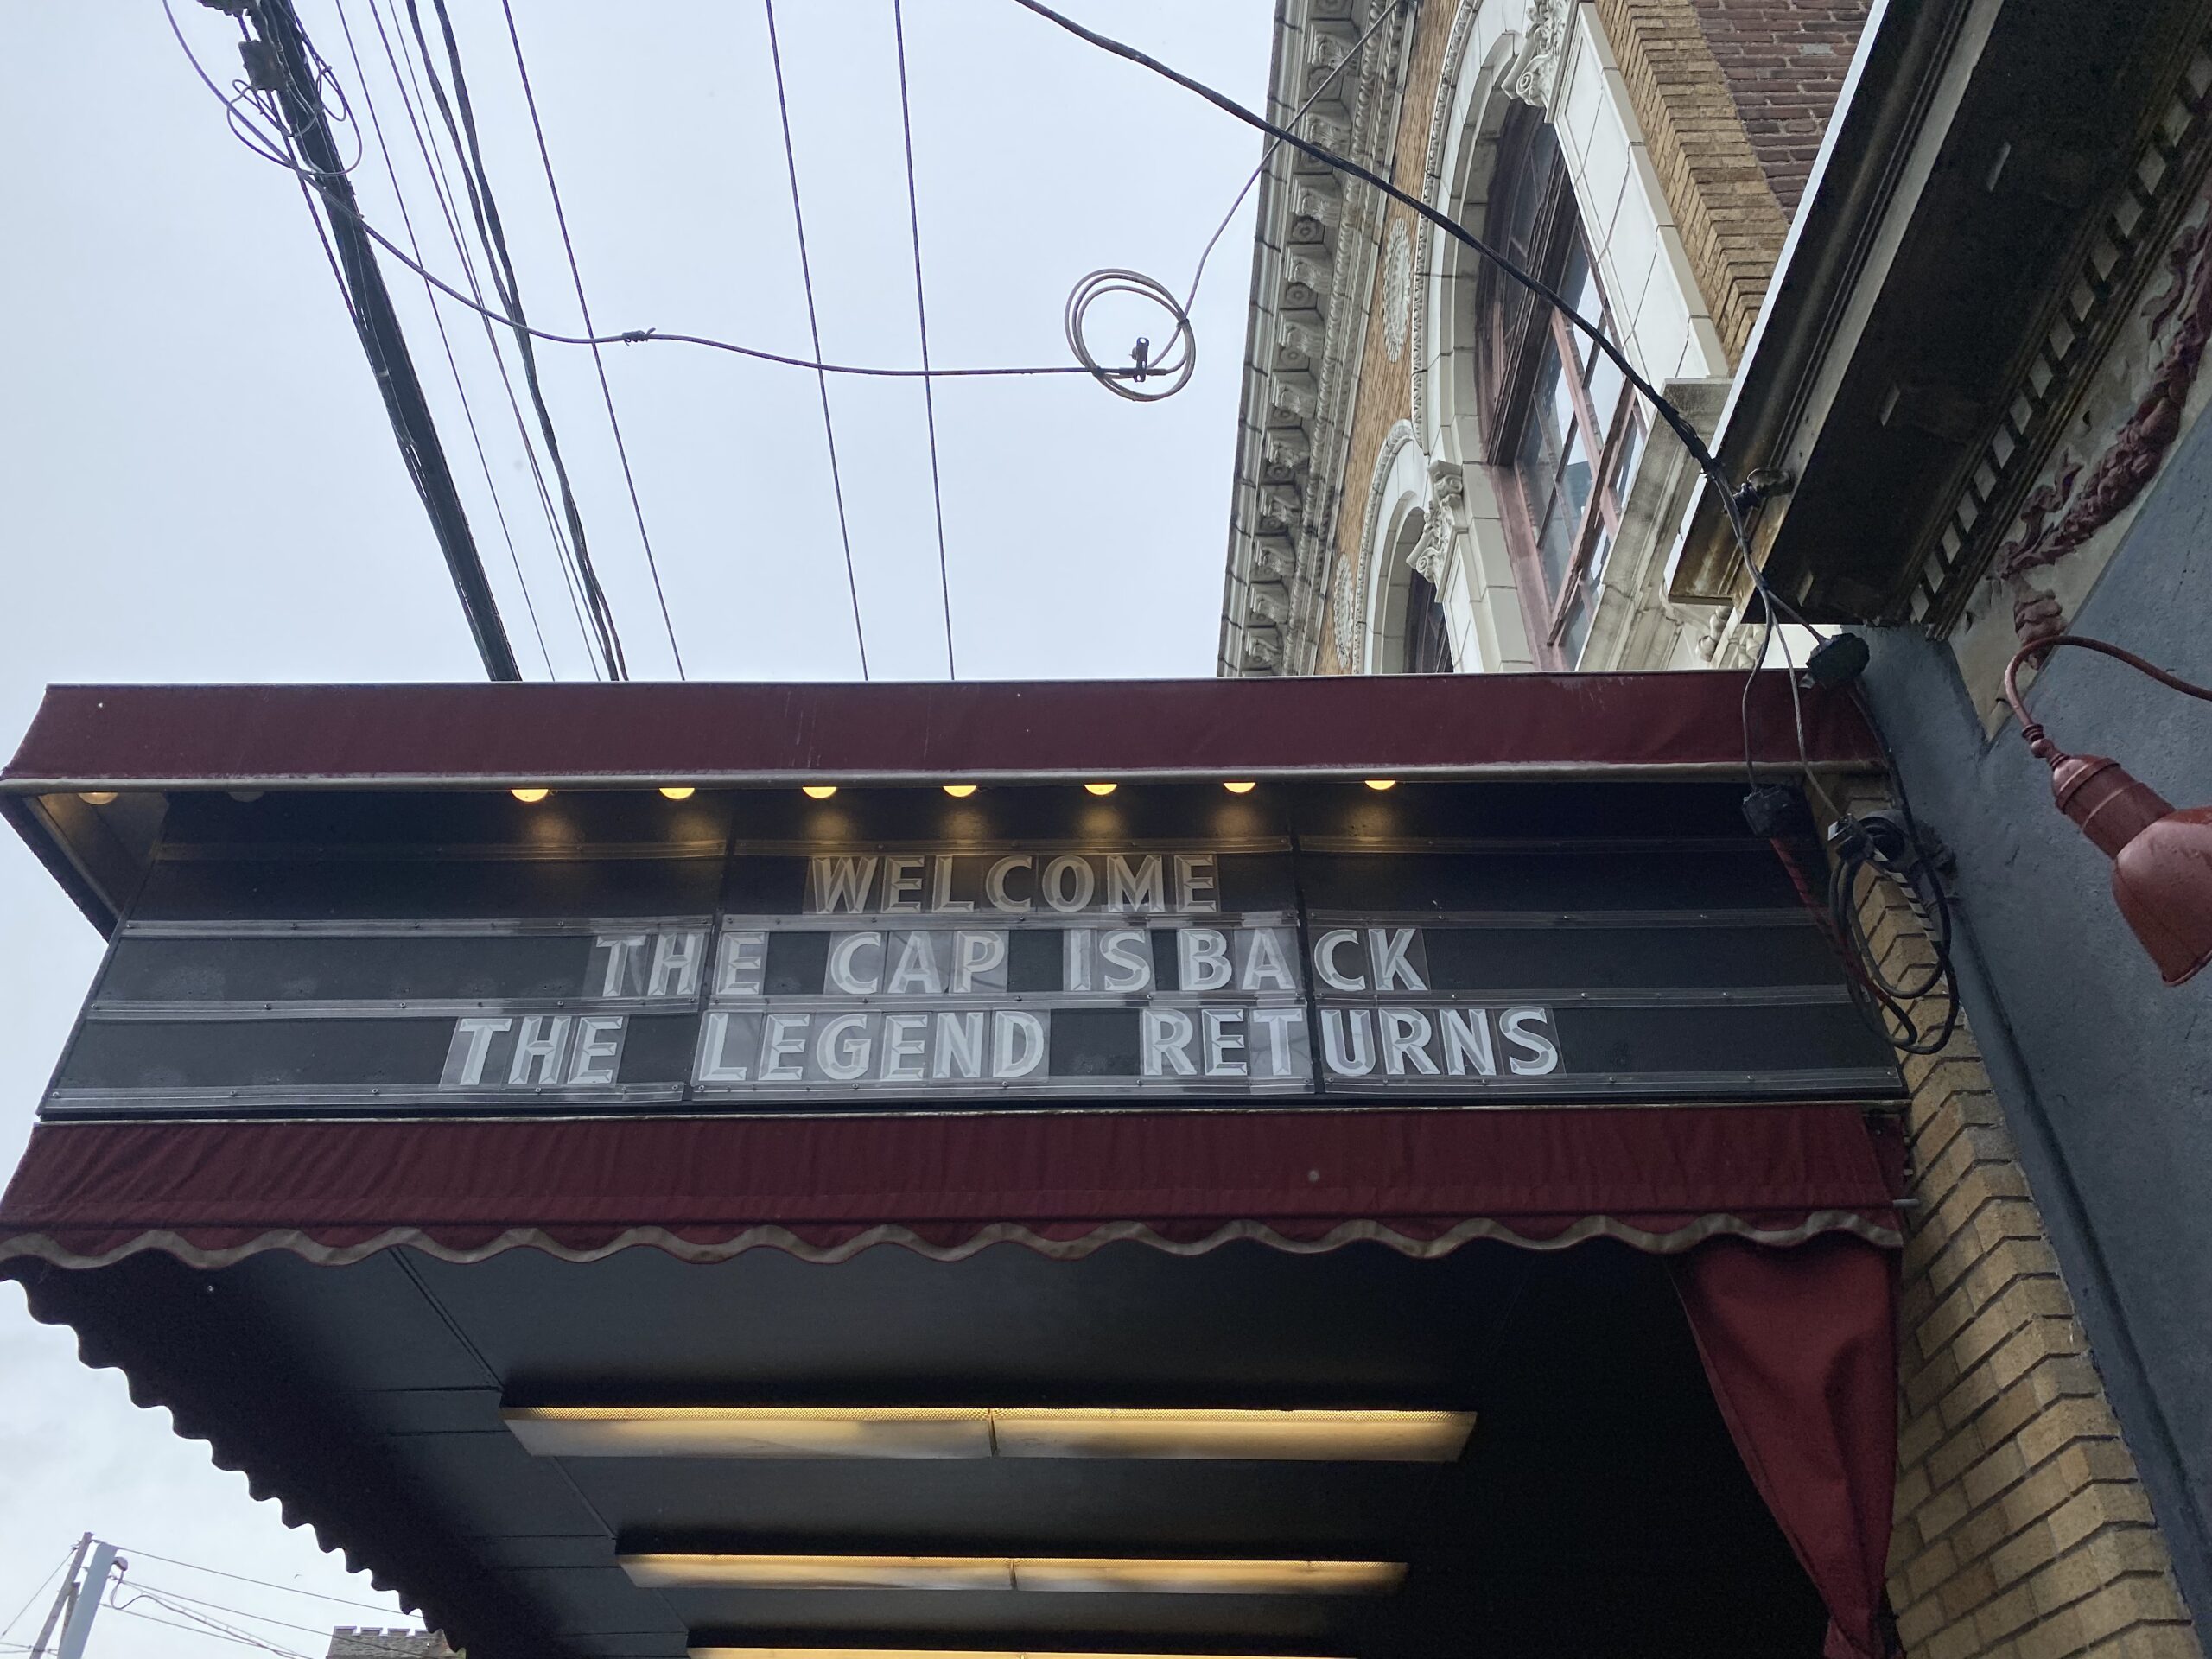 WELCOME
THE CAP IS BACK
THE LEGEND RETURNS